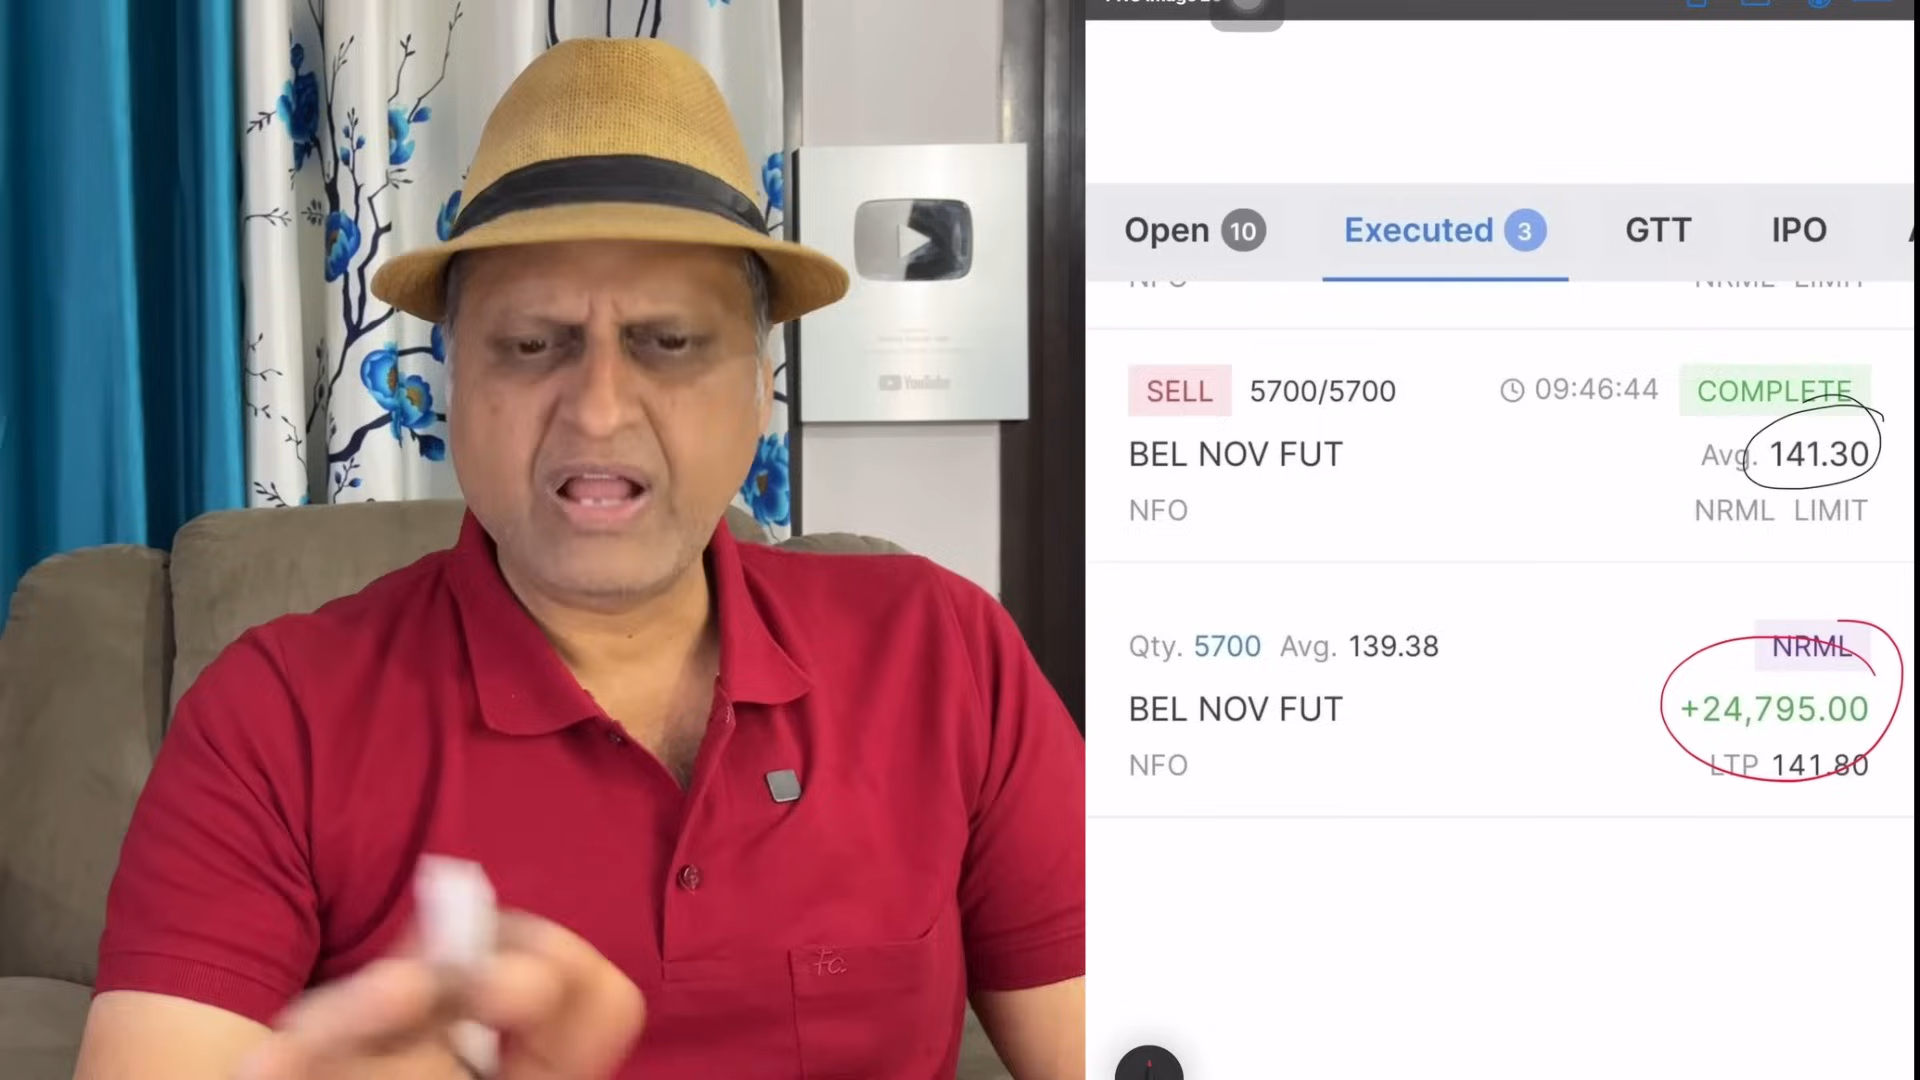 YouTube
Fc.
Open 10 Executed 3 GTT IPO
SELL 5700/5700 09:46:44 COMPLETE
BEL NOV FUT Avg. 141.30
NFO NRML LIMIT
Qty. 5700 Avg. 139.38 NRML
BEL NOV FUT +24,795.00
NFO LTP 141.80